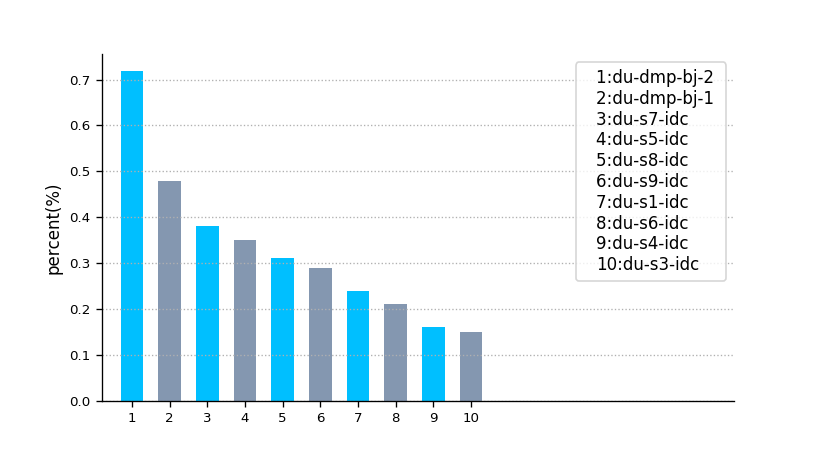 percent(%)
0.7
0.6
0.5
0.4
0.3
0.2
0.1
0.0
1 2 3 4 5 6 7 8 9 10
1:du-dmp-bj-2
2:du-dmp-bj-1
3:du-s7-idc
4:du-s5-idc
5:du-s8-idc
6:du-s9-idc
7:du-s1-idc
8:du-s6-idc
9:du-s4-idc
10:du-s3-idc